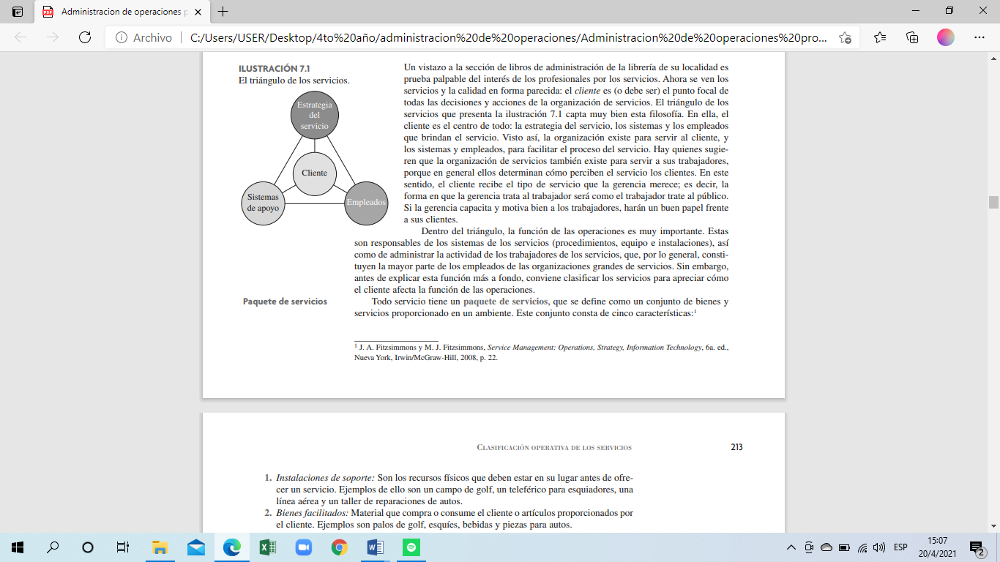 Administracion de operaciones p
Archivo
C:/Users/USER/Desktop/4to%20año/administracion%20de%20operaciones/Administracion%20de%20operaciones%20pro...
ILUSTRACIÓN 7.1
El triángulo de los servicios.
Estrategia
del
servicio
Cliente
Sistemas
de apoyo
Empleados
Un vistazo a la sección de libros de administración de la librería de su localidad es
prueba palpable del interés de los profesionales por los servicios. Ahora se ven los
servicios y la calidad en forma parecida: el cliente es (o debe ser) el punto focal de
todas las decisiones y acciones de la organización de servicios. El triángulo de los
servicios que presenta la ilustración 7.1 capta muy bien esta filosofía. En ella, el
cliente es el centro de todo: la estrategia del servicio, los sistemas y los empleados
que brindan el servicio. Visto así, la organización existe para servir al cliente, y
los sistemas y empleados, para facilitar el proceso del servicio. Hay quienes sugie-
ren que la organización de servicios también existe para servir a sus trabajadores,
porque en general ellos determinan cómo perciben el servicio los clientes. En este
sentido, el cliente recibe el tipo de servicio que la gerencia merece; es decir, la
forma en que la gerencia trata al trabajador será como el trabajador trate al público.
Si la gerencia capacita y motiva bien a los trabajadores, harán un buen papel frente
a sus clientes.
Dentro del triángulo, la función de las operaciones es muy importante. Estas
son responsables de los sistemas de los servicios (procedimientos, equipo e instalaciones), así
como de administrar la actividad de los trabajadores de los servicios, que, por lo general, consti-
tuyen la mayor parte de los empleados de las organizaciones grandes de servicios. Sin embargo,
antes de explicar esta función más a fondo, conviene clasificar los servicios para apreciar cómo
el cliente afecta la función de las operaciones.
Paquete de servicios
Todo servicio tiene un paquete de servicios, que se define como un conjunto de bienes y
servicios proporcionado en un ambiente. Este conjunto consta de cinco características:¹
¹ J. A. Fitzsimmons y M. J. Fitzsimmons, Service Management: Operations, Strategy, Information Technology, 6a. ed.,
Nueva York, Irwin/McGraw-Hill, 2008, p. 22.
CLASIFICACIÓN OPERATIVA DE LOS SERVICIOS 213
1. Instalaciones de soporte: Son los recursos físicos que deben estar en su lugar antes de ofre-
cer un servicio. Ejemplos de ello son un campo de golf, un teleférico para esquiadores, una
línea aérea y un taller de reparaciones de autos.
2. Bienes facilitados: Material que compra o consume el cliente o artículos proporcionados por
el cliente. Ejemplos son palos de golf, esquíes, bebidas y piezas para autos.
ESP
15:07
20/4/2021
2